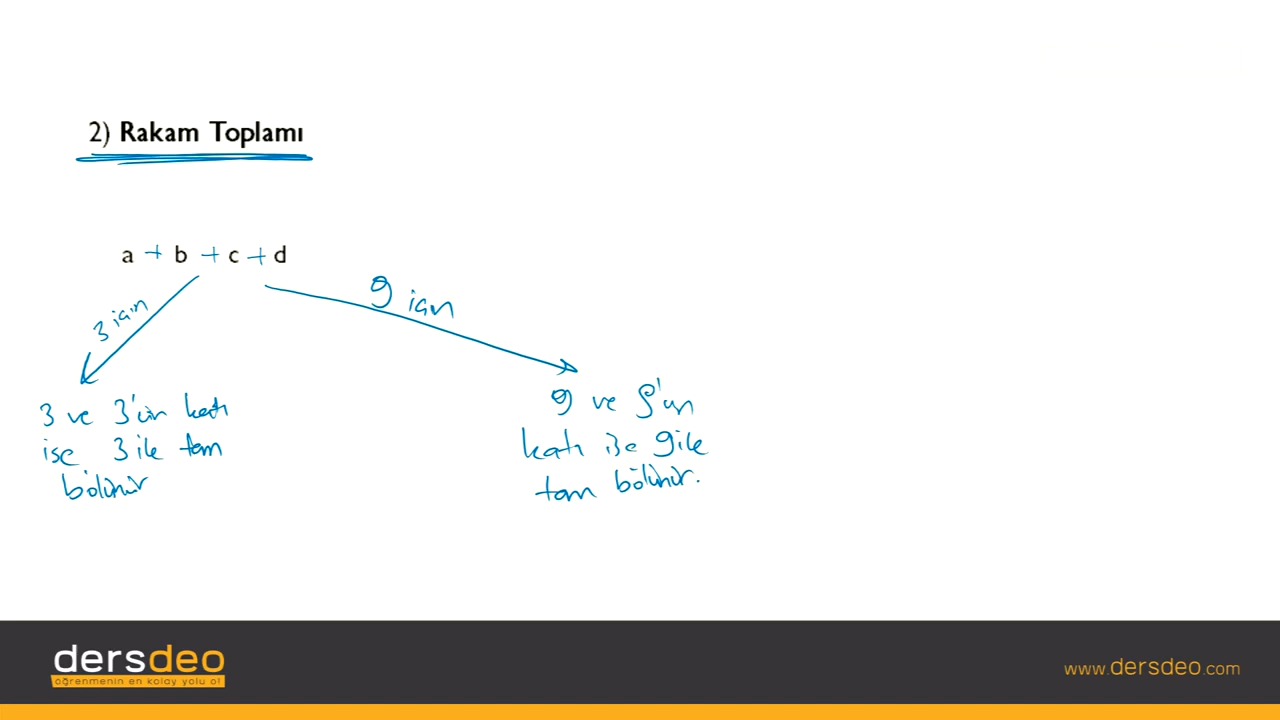 2) Rakam Toplamı
a + b + c + d
3 için
9 için
3 ve 3'ün katı
ise 3 ile tam
bölünür
9 ve 9'un
katı ise 9 ile
tam bölünür.
dersdeo
öğrenmenin en kolay yolu o!
www.dersdeo.com